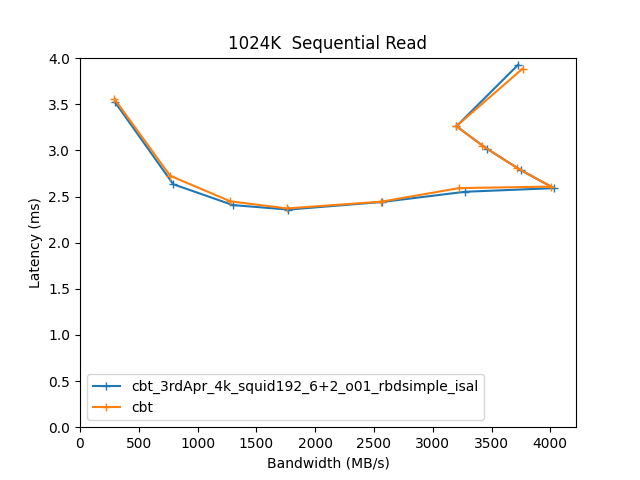 1024K  Sequential Read
4.0
3.5
3.0
2.5
2.0
1.5
1.0
0.5
0.0
Latency (ms)
cbt_3rdApr_4k_squid192_6+2_o01_rbdsimple_isal
cbt
0 500 1000 1500 2000 2500 3000 3500 4000
Bandwidth (MB/s)